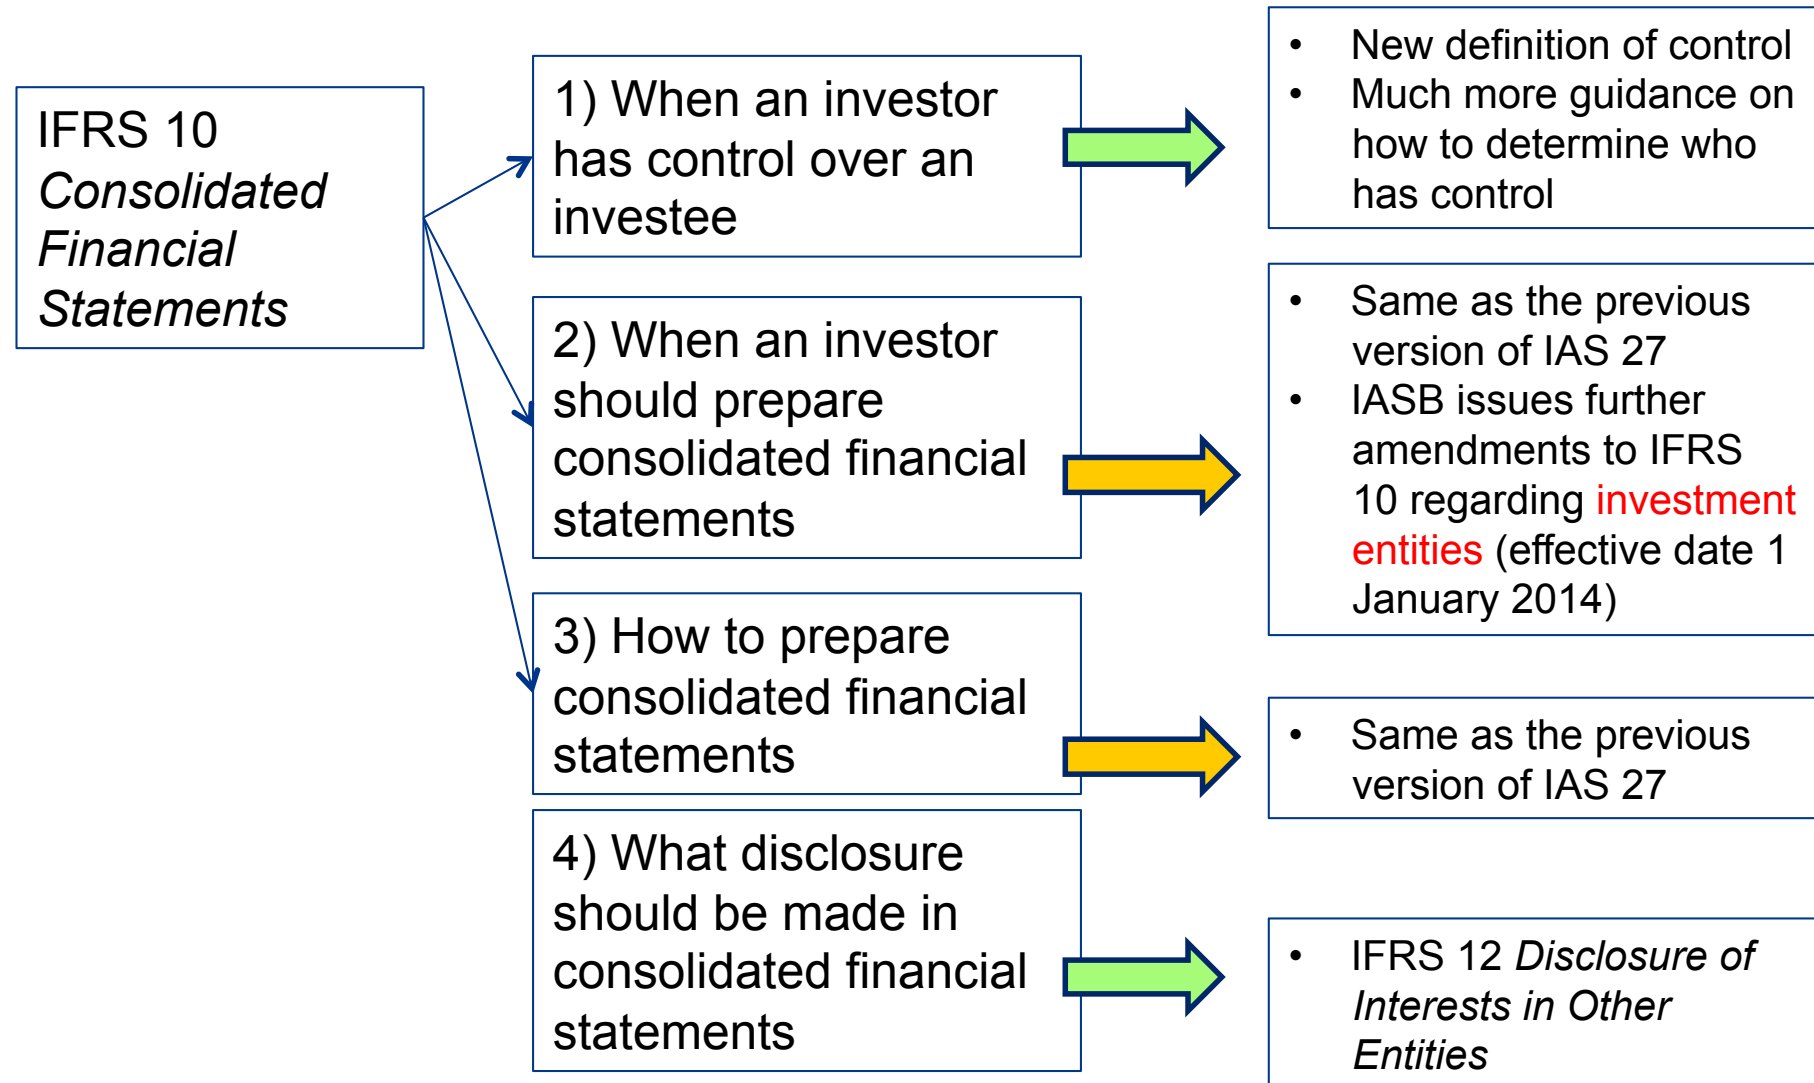 IFRS 10
Consolidated
Financial
Statements
1) When an investor
has control over an
investee
• New definition of control
• Much more guidance on
how to determine who
has control
2) When an investor
should prepare
consolidated financial
statements
• Same as the previous
version of IAS 27
• IASB issues further
amendments to IFRS
10 regarding investment
entities (effective date 1
January 2014)
3) How to prepare
consolidated financial
statements
• Same as the previous
version of IAS 27
4) What disclosure
should be made in
consolidated financial
statements
• IFRS 12 Disclosure of
Interests in Other
Entities